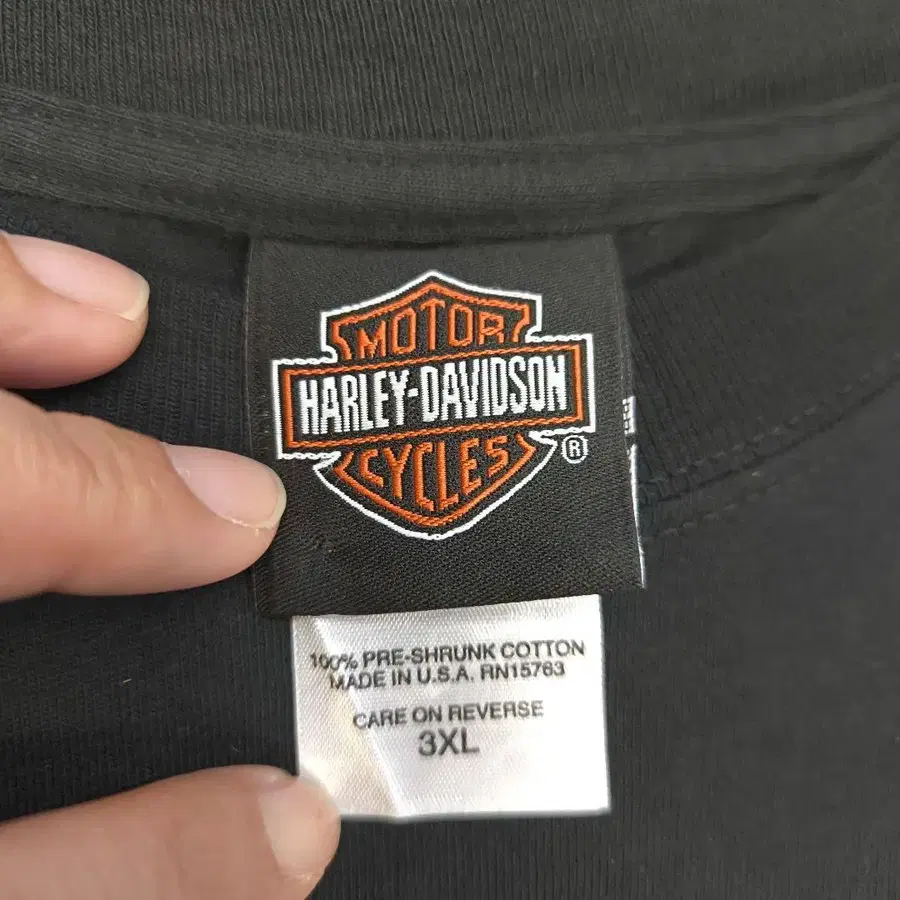 MOTOR
HARLEY-DAVIDSON
CYCLES
®
100% PRE-SHRUNK COTTON
MADE IN U.S.A. RN15763
CARE ON REVERSE
3XL